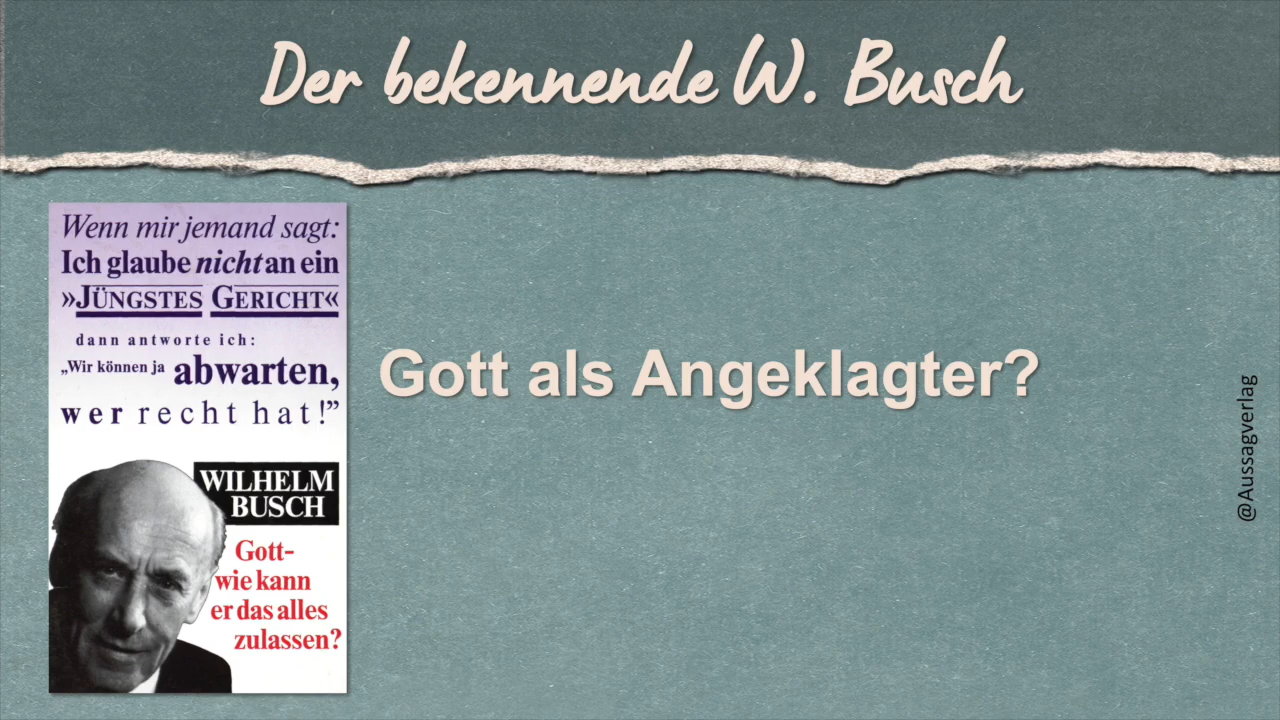 Der bekennende W. Busch
Wenn mir jemand sagt:
Ich glaube nicht an ein
»JÜNGSTES GERICHT«
dann antworte ich:
„Wir können ja abwarten,
wer recht hat!”
WILHELM
BUSCH
Gott-
wie kann
er das alles
zulassen?
Gott als Angeklagter?
@Aussagverlag